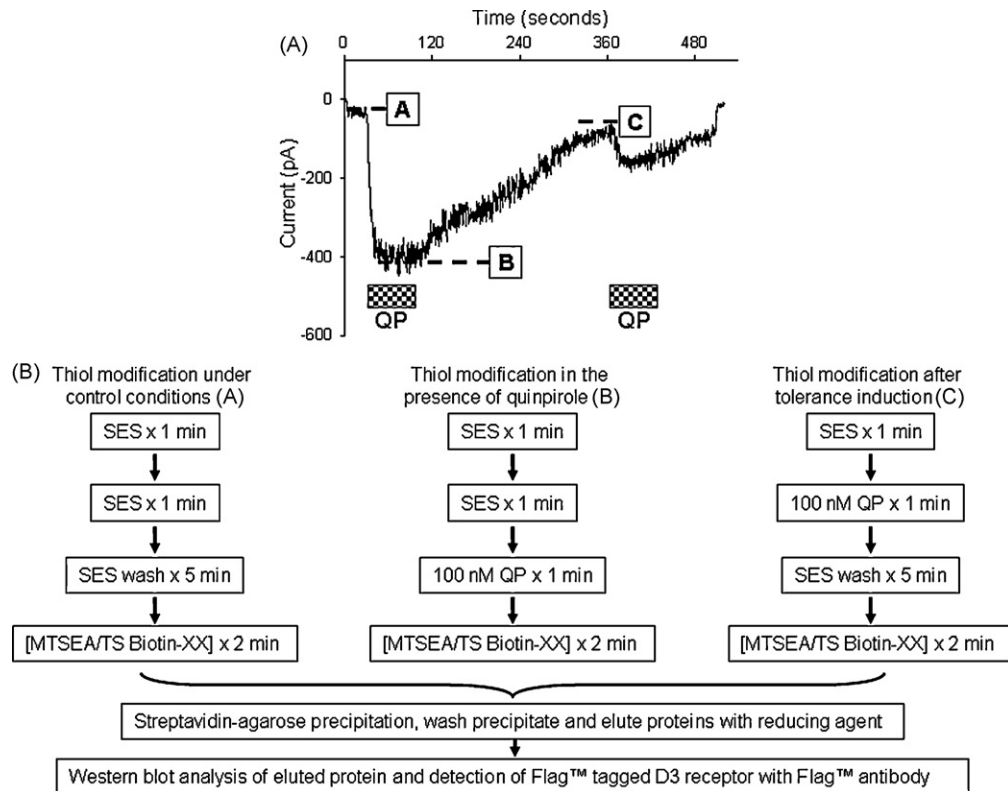 Time (seconds)
(A)
0 120 240 360 480
0
-200
-400
-600
Current (pA)
A
B
C
QP
QP
(B)
Thiol modification under
control conditions (A)
SES x 1 min
SES x 1 min
SES wash x 5 min
[MTSEA/TS Biotin-XX] x 2 min
Thiol modification in the
presence of quinpirole (B)
SES x 1 min
SES x 1 min
100 nM QP x 1 min
[MTSEA/TS Biotin-XX] x 2 min
Thiol modification after
tolerance induction (C)
SES x 1 min
100 nM QP x 1 min
SES wash x 5 min
[MTSEA/TS Biotin-XX] x 2 min
Streptavidin-agarose precipitation, wash precipitate and elute proteins with reducing agent
Western blot analysis of eluted protein and detection of Flag™ tagged D3 receptor with Flag™ antibody